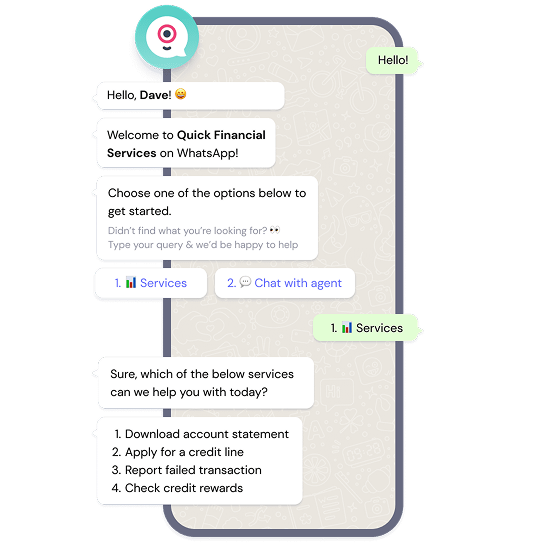 Hello!
Hello, Dave! 😛
Welcome to Quick Financial
Services on WhatsApp!
Choose one of the options below to
get started.
Didn't find what you're looking for? 👀
Type your query & we'd be happy to help
1. 📊 Services
2. 💬 Chat with agent
1. 📊 Services
Sure, which of the below services
can we help you with today?
1. Download account statement
2. Apply for a credit line
3. Report failed transaction
4. Check credit rewards